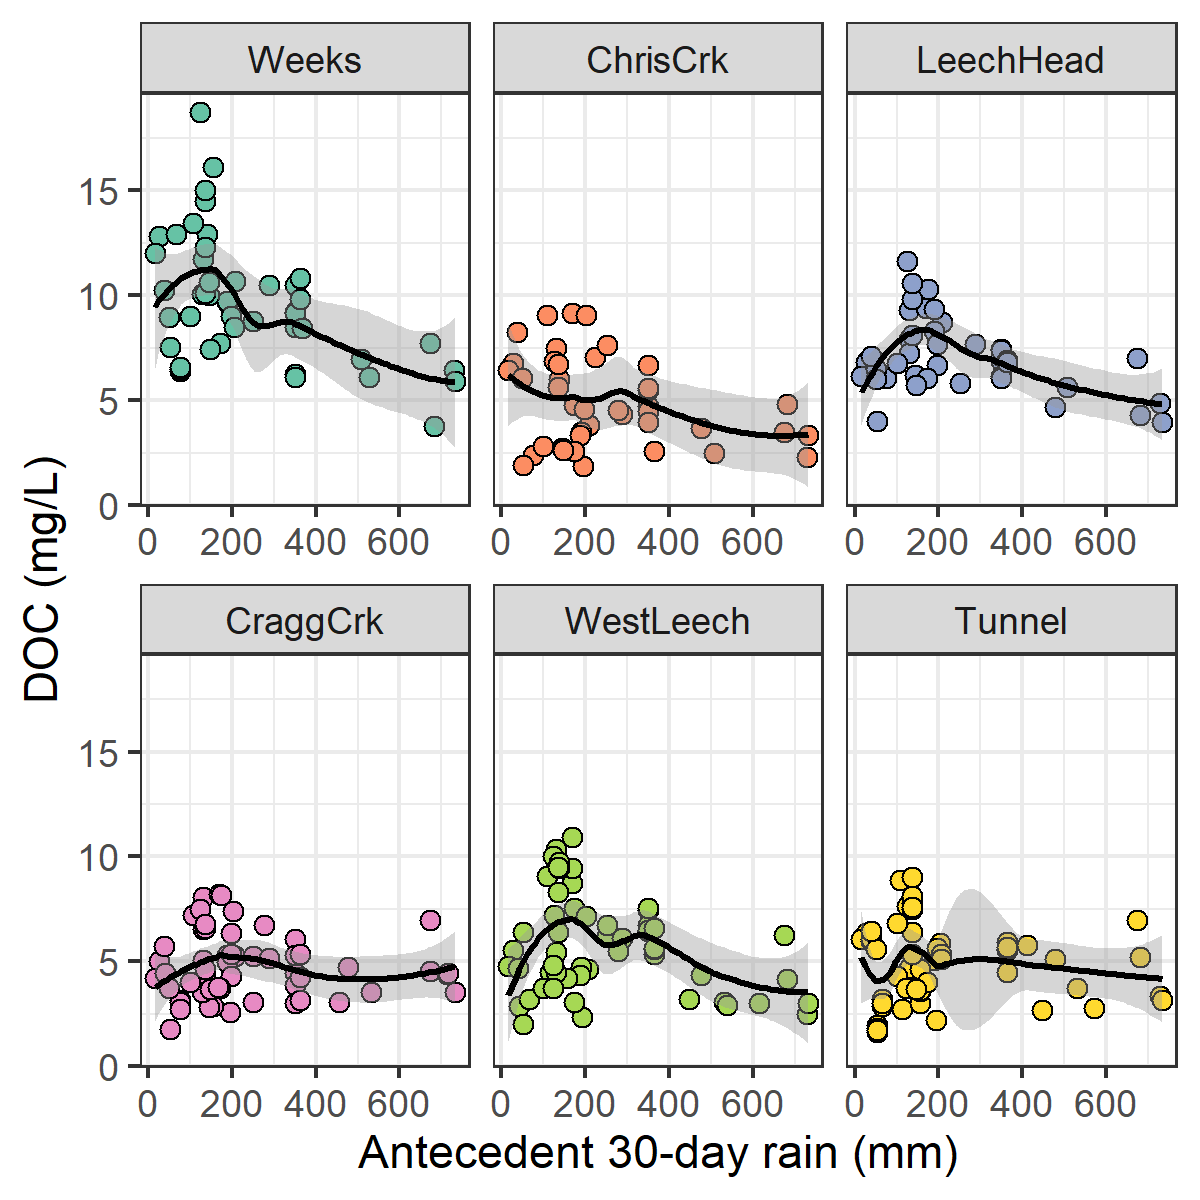 Weeks ChrisCrk LeechHead
15
10
5
0
0 200 400 600 0 200 400 600 0 200 400 600
DOC (mg/L)
CraggCrk WestLeech Tunnel
15
10
5
0
0 200 400 600 0 200 400 600 0 200 400 600
Antecedent 30-day rain (mm)